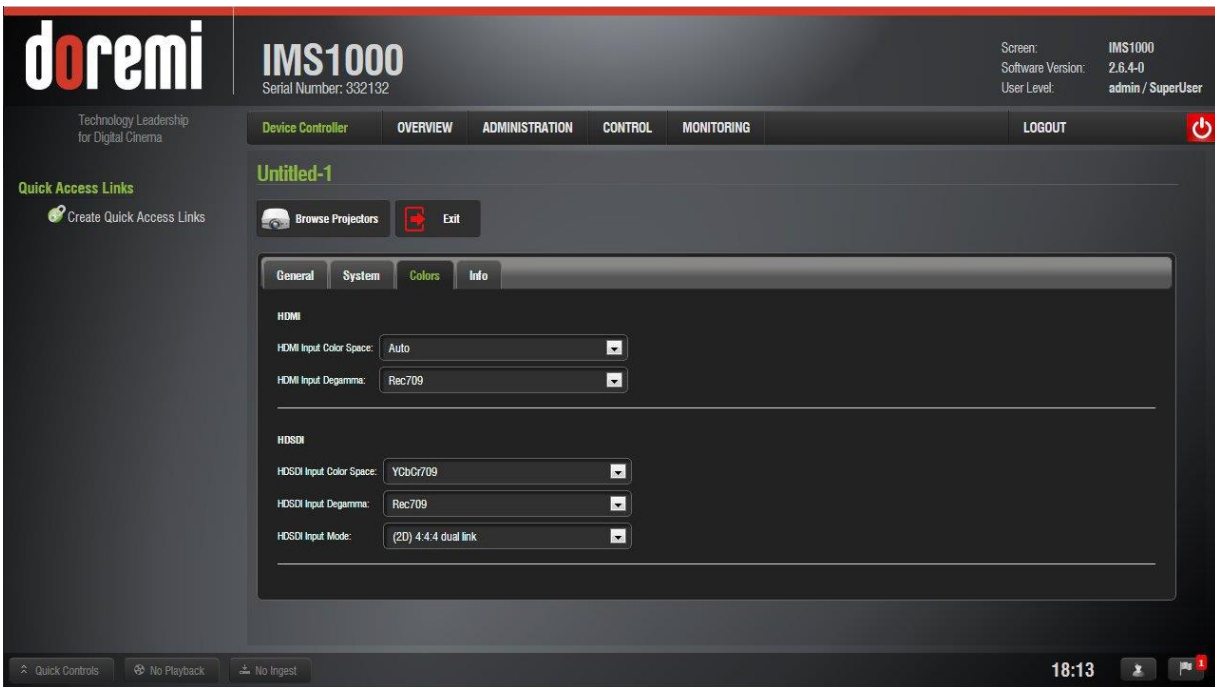 doremi
Technology Leadership
for Digital Cinema
IMS1000
Serial Number: 332132
Screen: IMS1000
Software Version: 2.6.4-0
User Level: admin / SuperUser
Device Controller OVERVIEW ADMINISTRATION CONTROL MONITORING LOGOUT
Quick Access Links
Create Quick Access Links
Untitled-1
Browse Projectors Exit
General System Colors Info
HDMI
HDMI Input Color Space: Auto
HDMI Input Degamma: Rec709
HDSDI
HDSDI Input Color Space: YCbCr709
HDSDI Input Degamma: Rec709
HDSDI Input Mode: (2D) 4:4:4 dual link
Quick Controls No Playback No Ingest 18:13 1